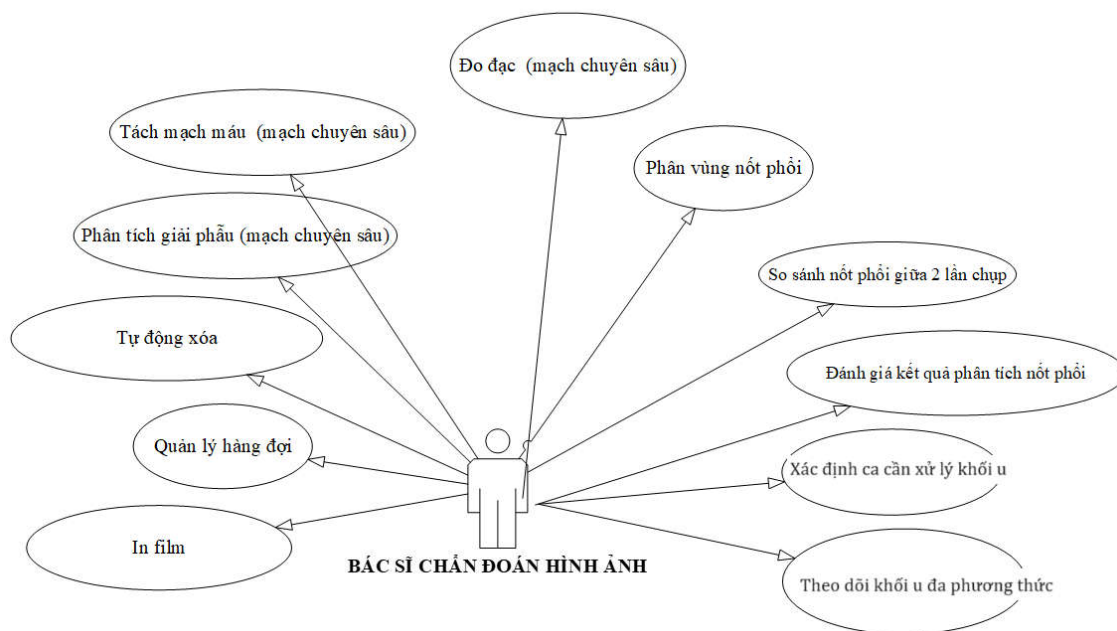 Đo đạc (mạch chuyên sâu)
Tách mạch máu (mạch chuyên sâu)
Phân vùng nốt phổi
Phân tích giải phẫu (mạch chuyên sâu)
So sánh nốt phổi giữa 2 lần chụp
Tự động xóa
Đánh giá kết quả phân tích nốt phổi
Quản lý hàng đợi
Xác định ca cần xử lý khối u
In film
BÁC SĨ CHẨN ĐOÁN HÌNH ẢNH
Theo dõi khối u đa phương thức